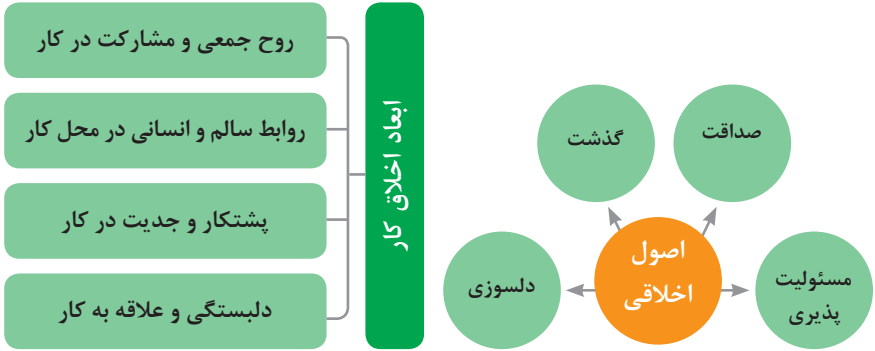 صداقت
گذشت
اصول
اخلاقی
مسئولیت
پذیری
دلسوزی
ابعاد اخلاق کار
روح جمعی و مشارکت در کار
روابط سالم و انسانی در محل کار
پشتکار و جدیت در کار
دلبستگی و علاقه به کار